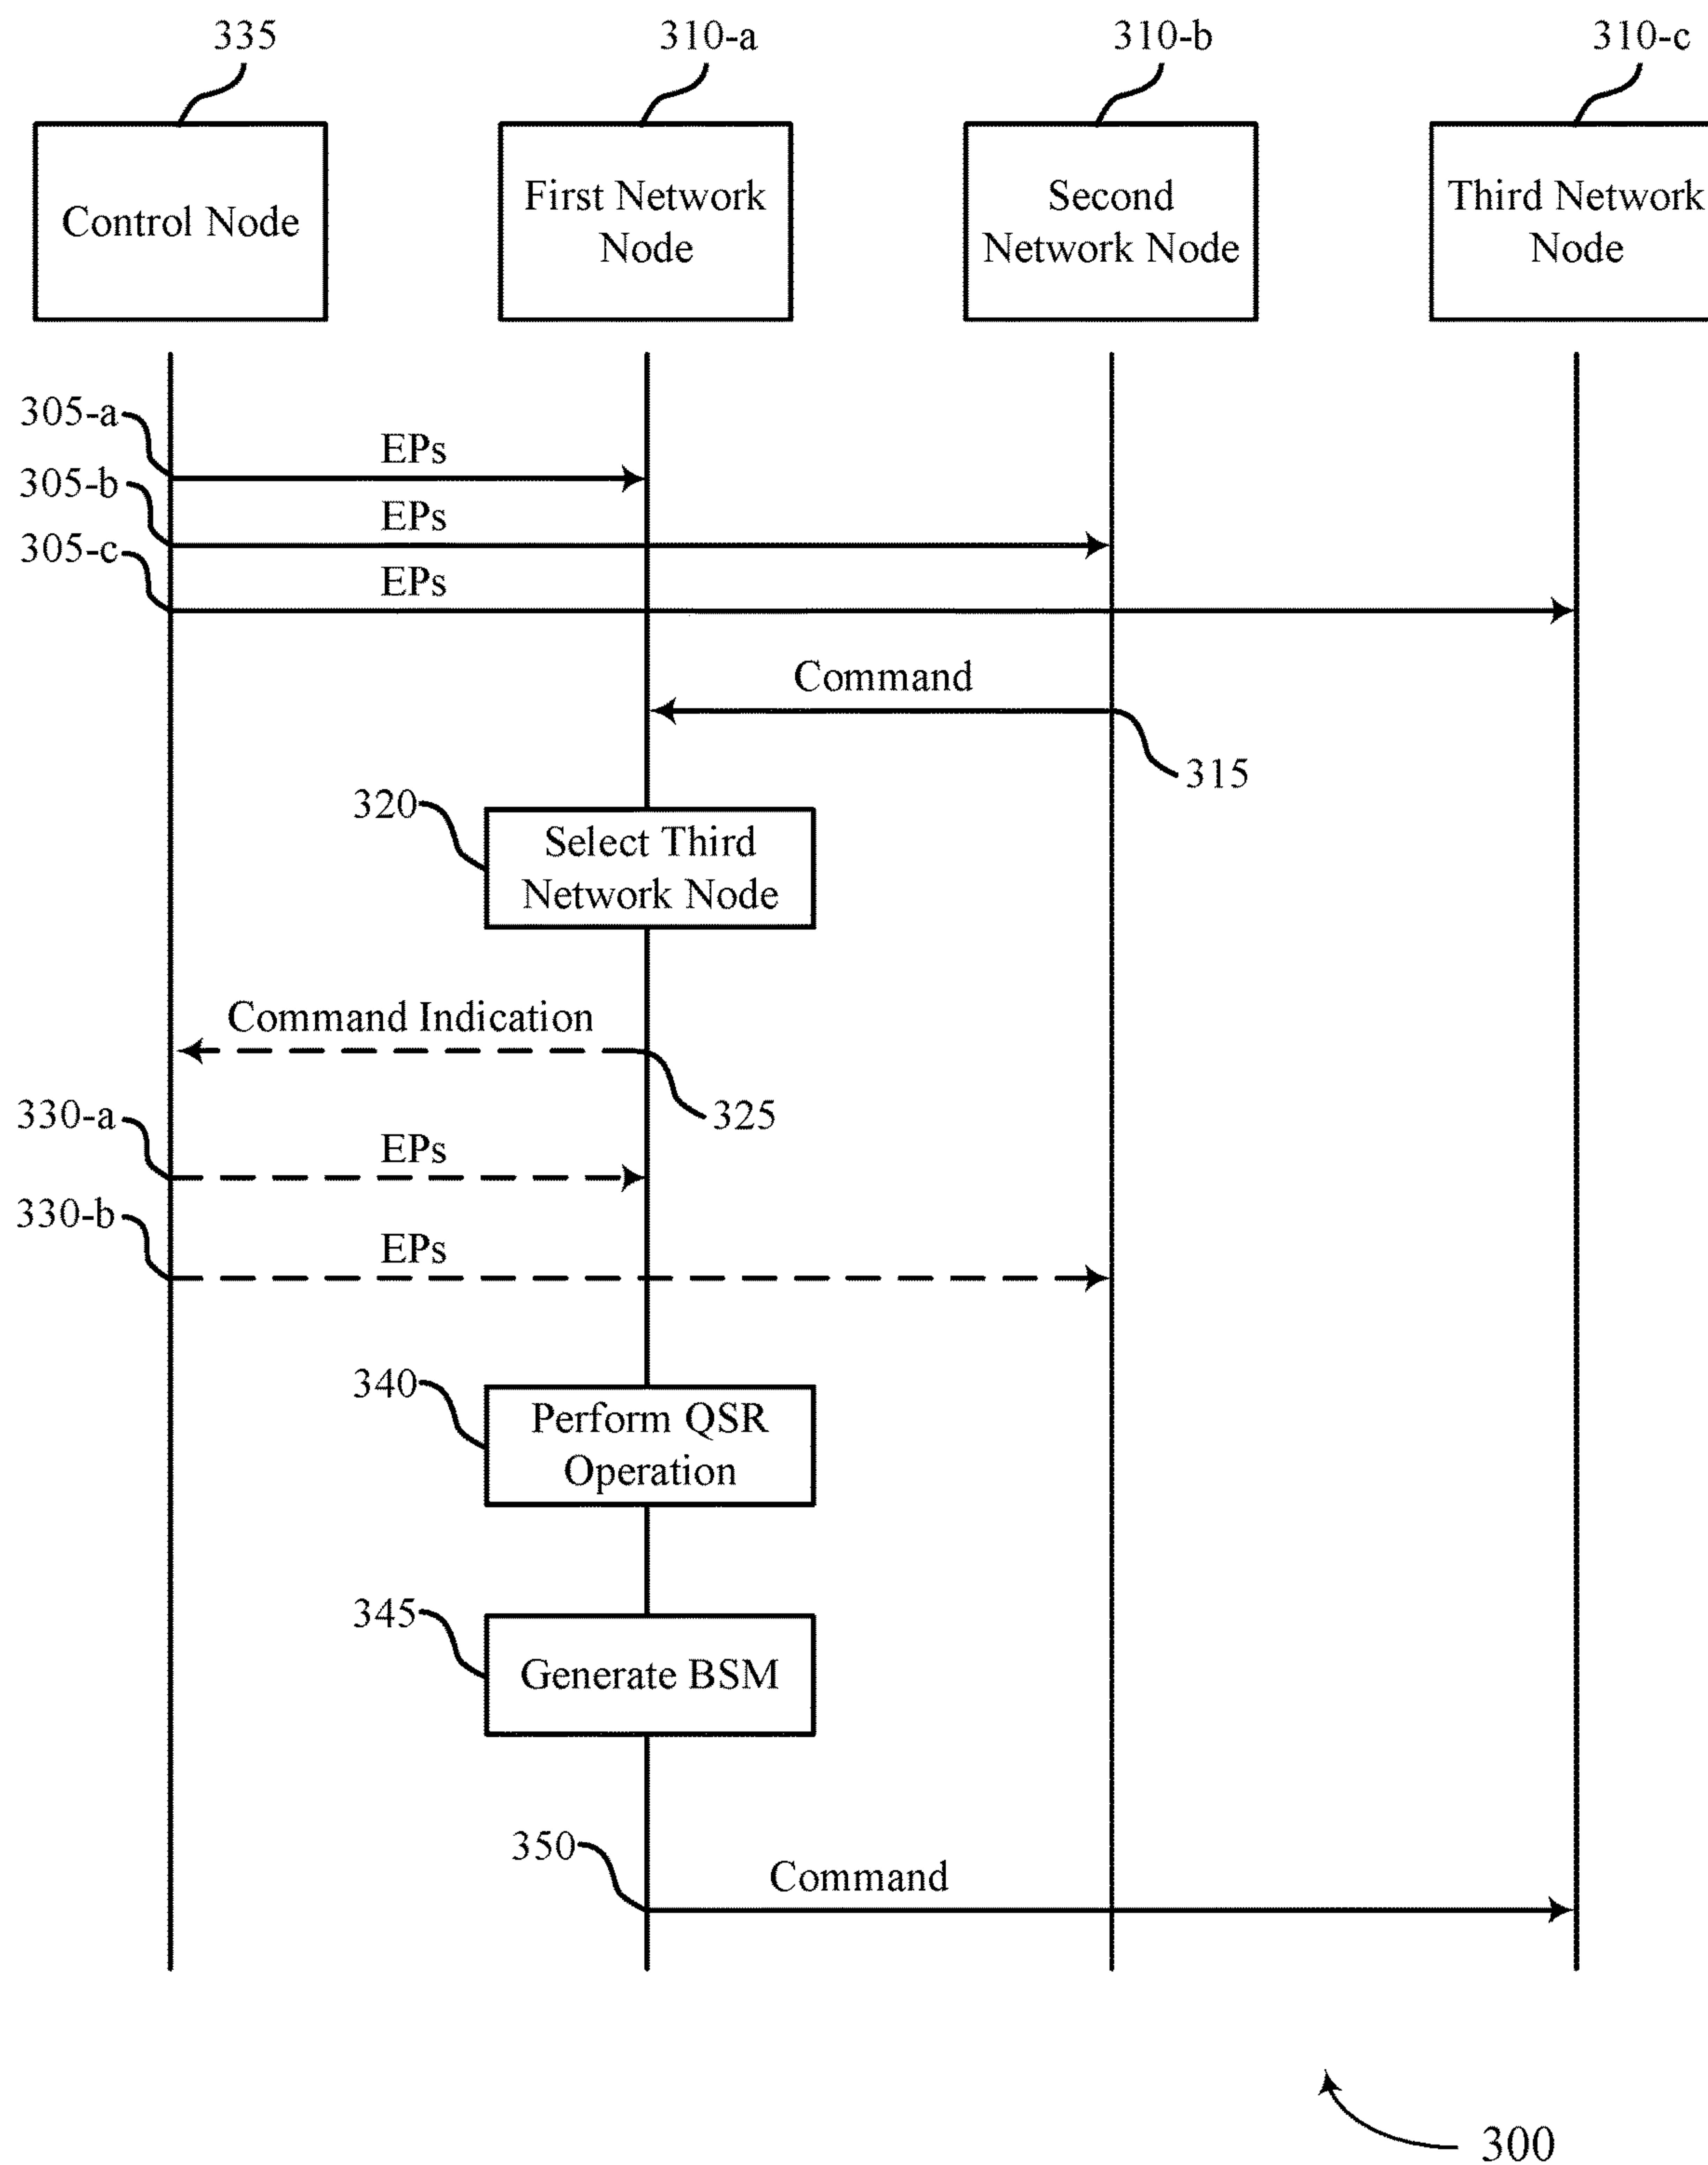 335
310-a
310-b
310-c
Control Node
First Network
Node
Second
Network Node
Third Network
Node
305-a
EPs
305-b
EPs
305-c
EPs
Command
315
320
Select Third
Network Node
Command Indication
325
330-a
EPs
330-b
EPs
340
Perform QSR
Operation
345
Generate BSM
350
Command
300